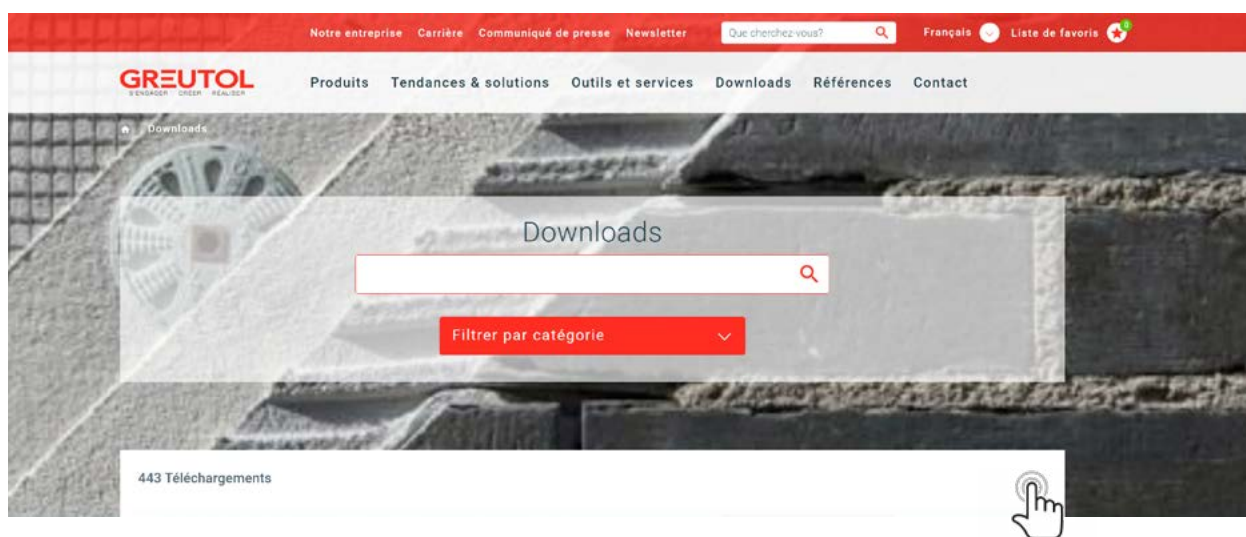 Notre entreprise Carrière Communiqué de presse Newsletter Que cherchez-vous? Français Liste de favoris 0
GREUTOL
S'ENGAGER CRÉER RÉALISER
Produits Tendances & solutions Outils et services Downloads Références Contact
Downloads
Downloads
Filtrer par catégorie
443 Téléchargements